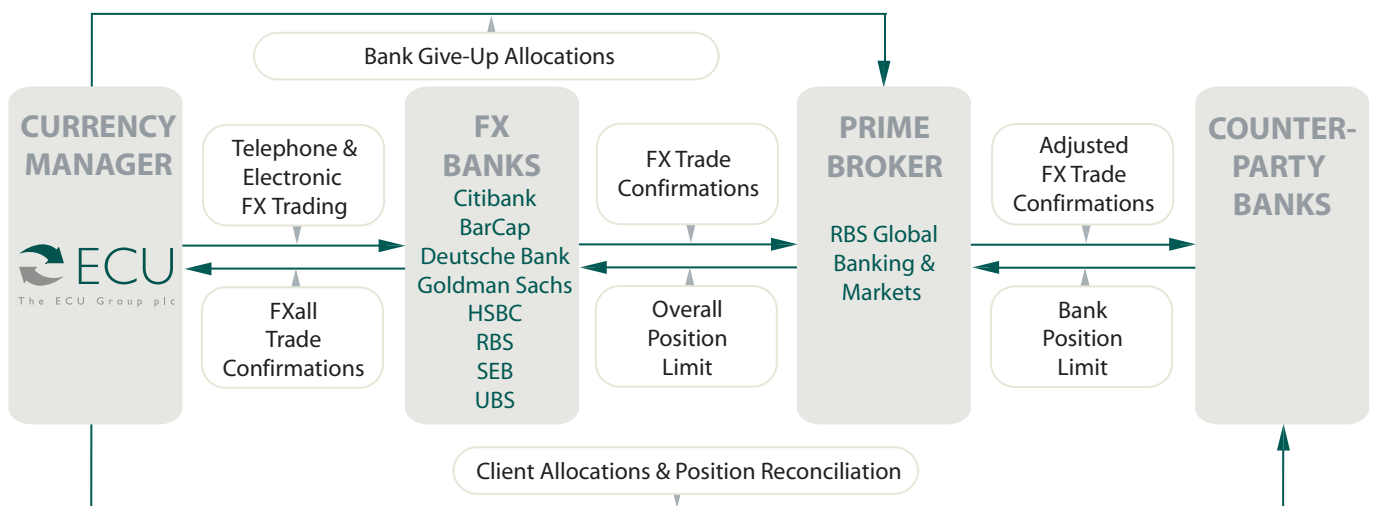 Bank Give-Up Allocations
CURRENCY
MANAGER
ECU
The ECU Group plc
Telephone &
Electronic
FX Trading
FXall
Trade
Confirmations
FX
BANKS
Citibank
BarCap
Deutsche Bank
Goldman Sachs
HSBC
RBS
SEB
UBS
FX Trade
Confirmations
Overall
Position
Limit
PRIME
BROKER
RBS Global
Banking &
Markets
Adjusted
FX Trade
Confirmations
Bank
Position
Limit
COUNTER-
PARTY
BANKS
Client Allocations & Position Reconciliation